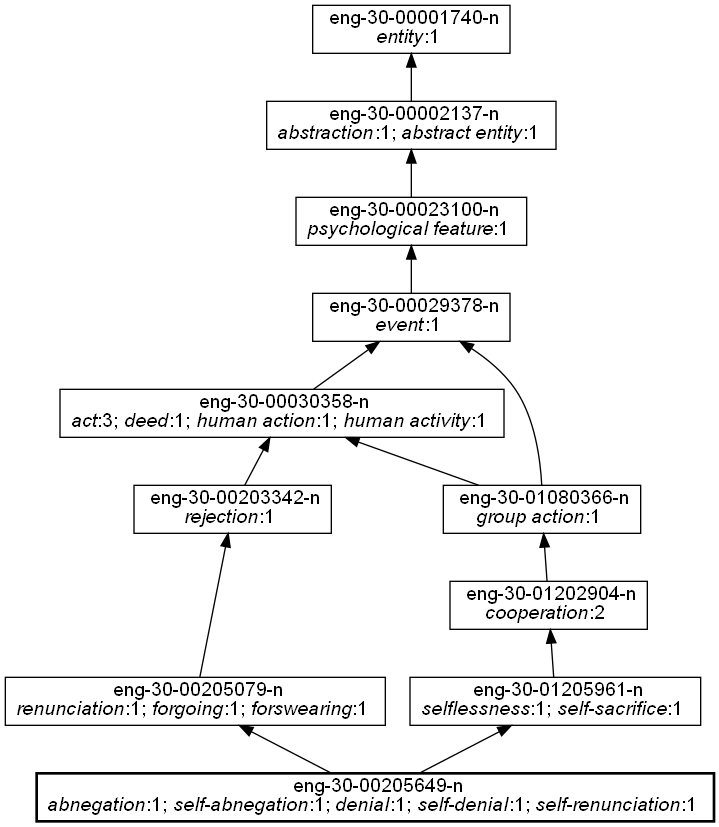 eng-30-00001740-n
entity:1
eng-30-00002137-n
abstraction:1; abstract entity:1
eng-30-00023100-n
psychological feature:1
eng-30-00029378-n
event:1
eng-30-00030358-n
act:3; deed:1; human action:1; human activity:1
eng-30-00203342-n
rejection:1
eng-30-01080366-n
group action:1
eng-30-01202904-n
cooperation:2
eng-30-00205079-n
renunciation:1; forgoing:1; forswearing:1
eng-30-01205961-n
selflessness:1; self-sacrifice:1
eng-30-00205649-n
abnegation:1; self-abnegation:1; denial:1; self-denial:1; self-renunciation:1